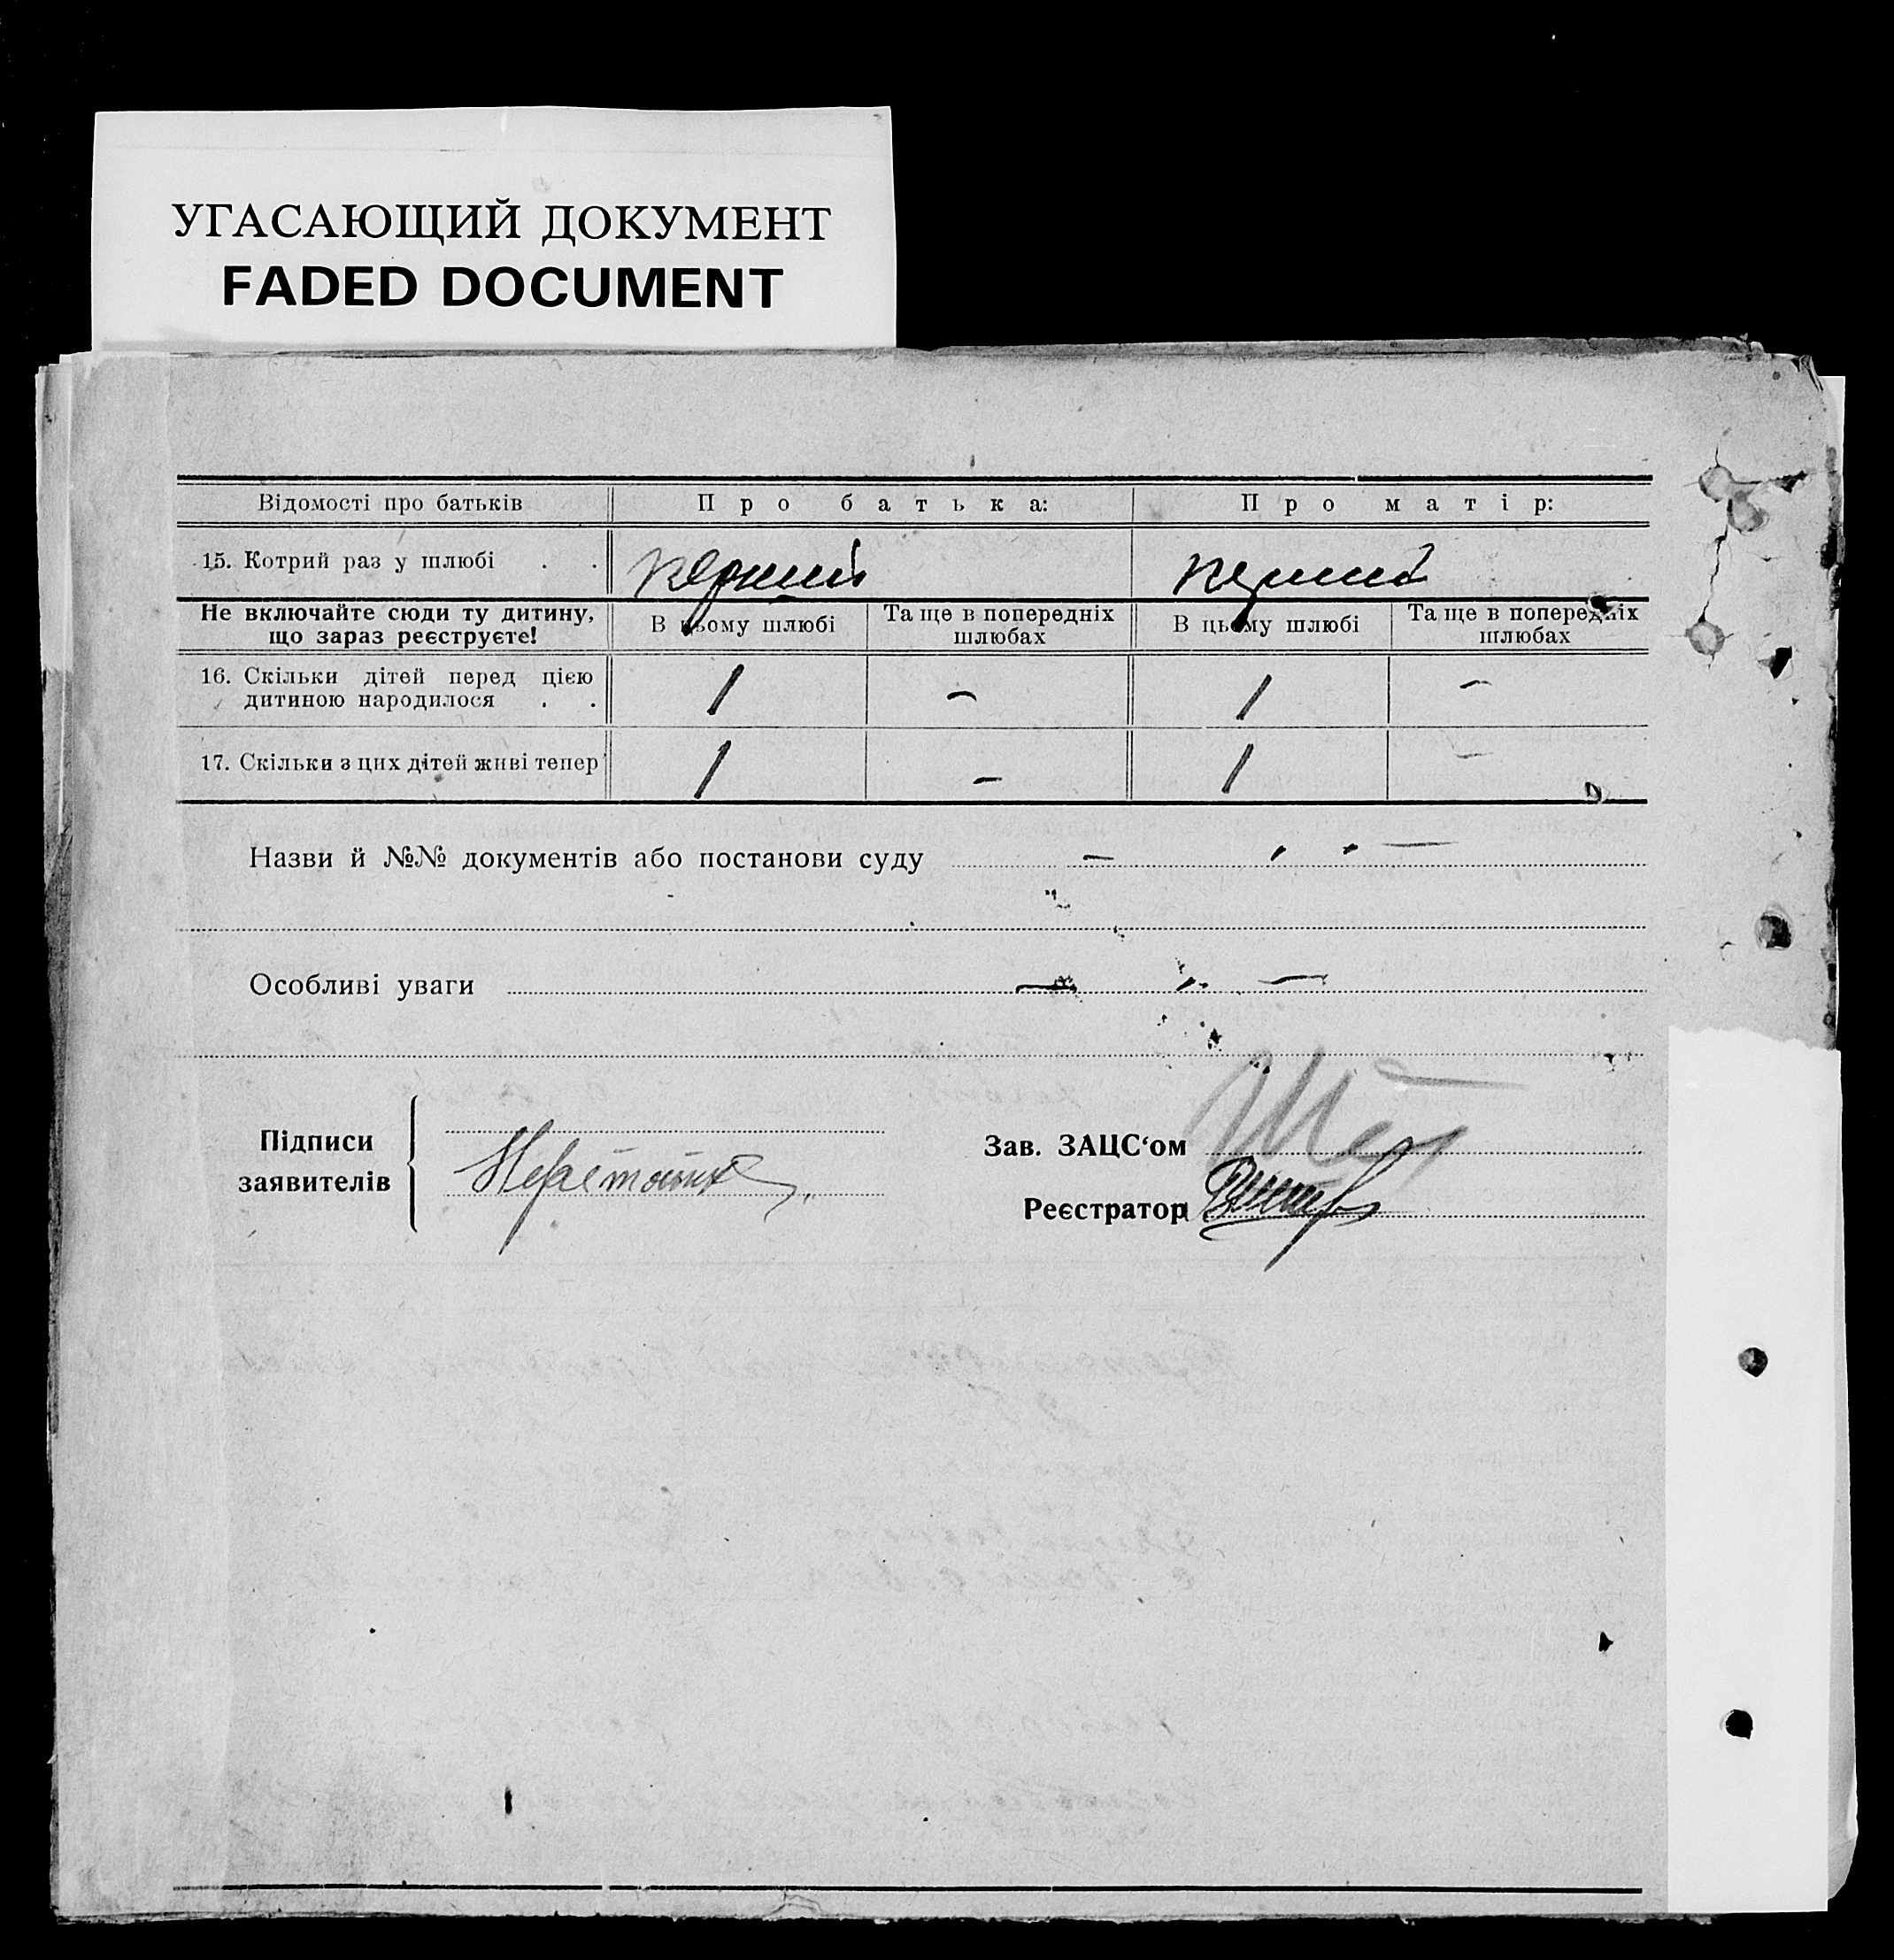 УГАСАЮЩИЙ ДОКУМЕНТ
FADED DOCUMENT
Відомості про батьків Про батька: Про матір:
15. Котрий раз у шлюбі . . перший перший
Не включайте сюди ту дитину, що зараз реєструєте!
В цьому шлюбі Та ще в попередніх шлюбах В цьому шлюбі Та ще в попередніх шлюбах
16. Скільки дітей перед цією
дитиною народилося . . 1 – 1 –
17. Скільки з цих дітей живі тепер 1 – 1 –
Назви й №№ документів або постанови суду — " —
Особливі уваги — " —
Підписи
заявителів
Зав. ЗАЦС‘ом
Реєстратор